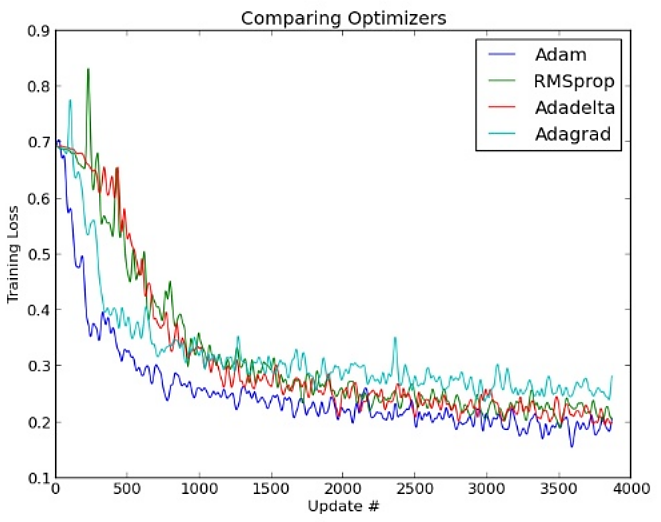 Comparing Optimizers
Adam
RMSprop
Adadelta
Adagrad
Training Loss
0.9
0.8
0.7
0.6
0.5
0.4
0.3
0.2
0.1
0 500 1000 1500 2000 2500 3000 3500 4000
Update #